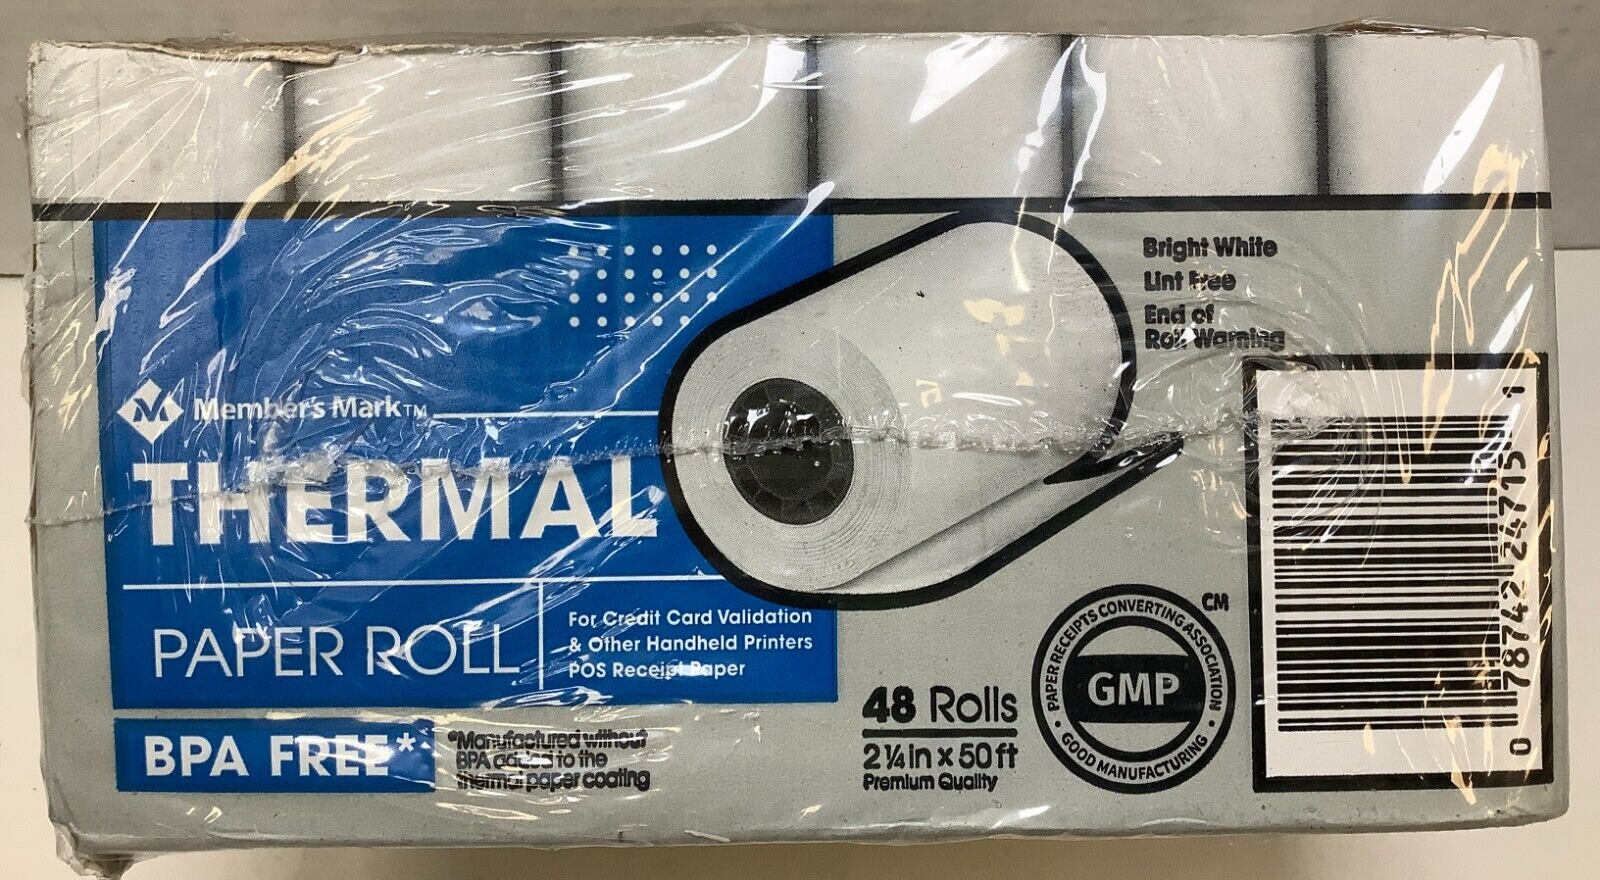 Member's Mark™
THERMAL
PAPER ROLL
For Credit Card Validation
& Other Handheld Printers
POS Receipt Paper
BPA FREE*
*Manufactured without
BPA added to the
thermal paper coating
Bright White
Lint Free
End of
Roll Warning
48 Rolls
2 ¼ in x 50 ft
Premium Quality
PAPER RECEIPTS CONVERTING ASSOCIATION
GMP
GOOD MANUFACTURING
CM
0 78742 24715 1